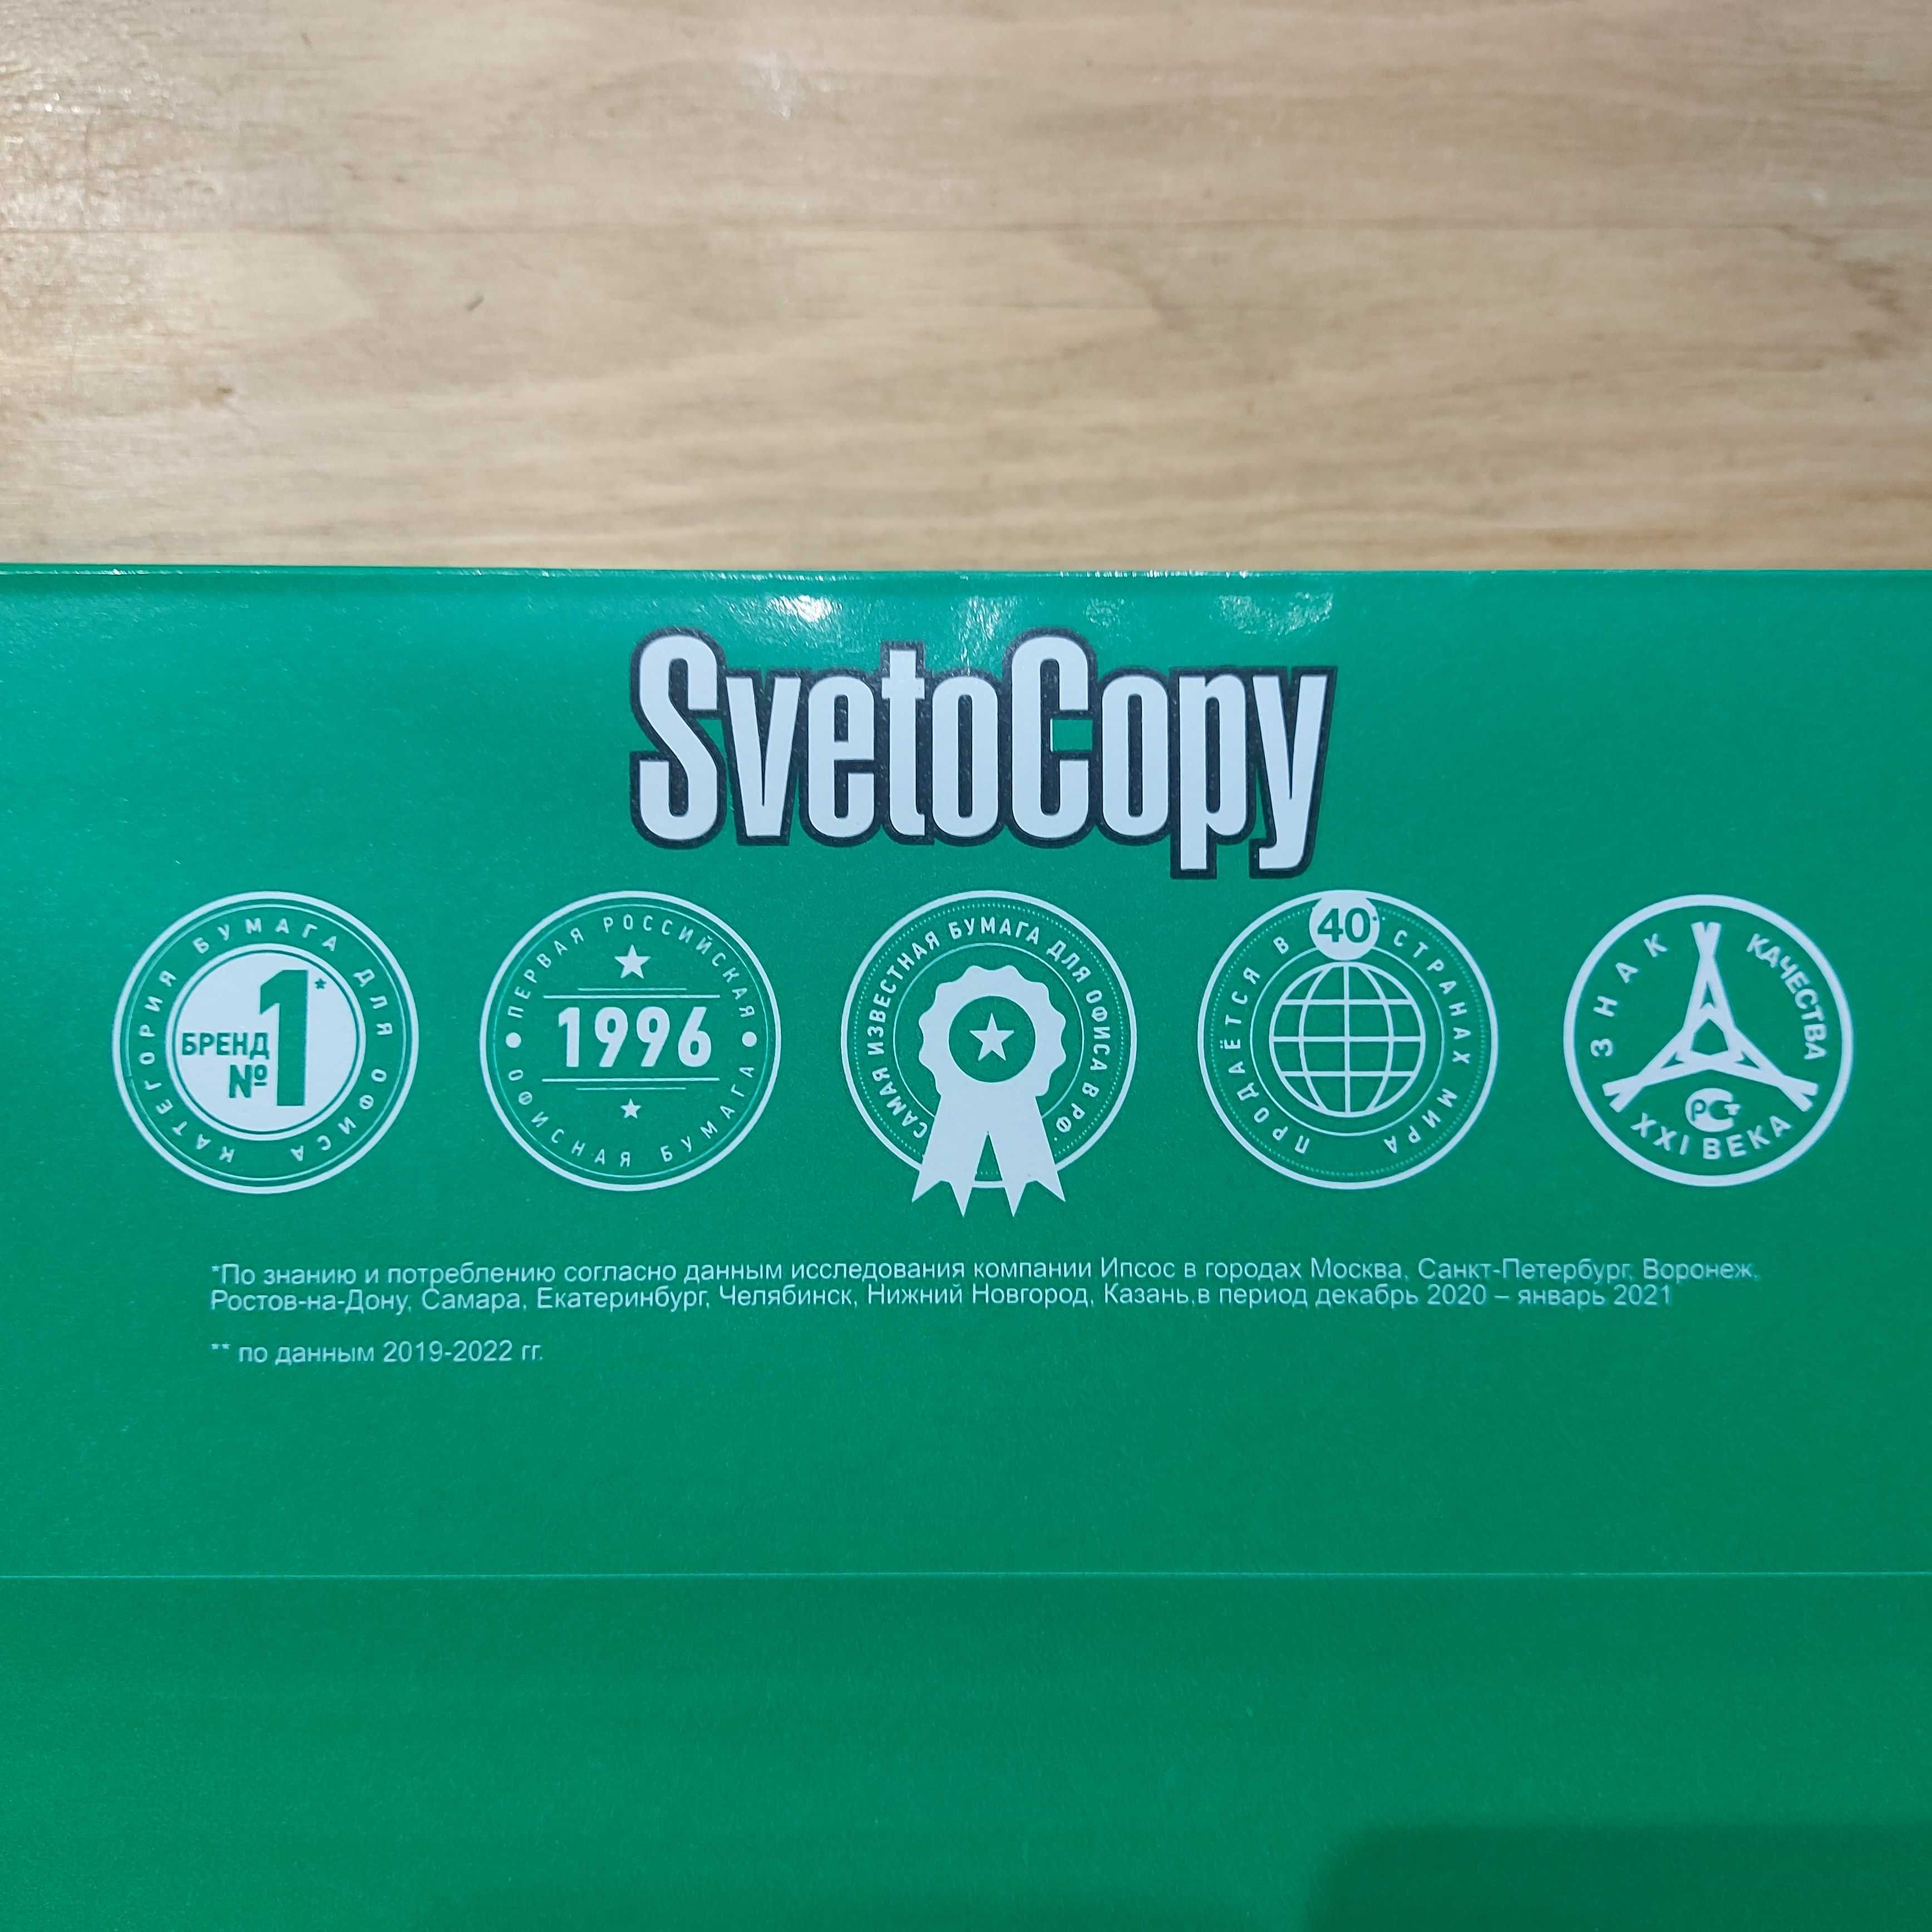 SvetoCopy
КАТЕГОРИЯ БУМАГА ДЛЯ ОФИСА
БРЕНД №1*
ПЕРВАЯ РОССИЙСКАЯ
1996
ОФИСНАЯ БУМАГА
САМАЯ ИЗВЕСТНАЯ БУМАГА ДЛЯ ОФИСА В РФ*
ПРОДАЁТСЯ В 40** СТРАНАХ МИРА
ЗНАК КАЧЕСТВА
РСТ
XXI ВЕКА
*По знанию и потреблению согласно данным исследования компании Ипсос в городах Москва, Санкт-Петербург, Воронеж,
Ростов-на-Дону, Самара, Екатеринбург, Челябинск, Нижний Новгород, Казань,в период декабрь 2020 – январь 2021
** по данным 2019-2022 гг.